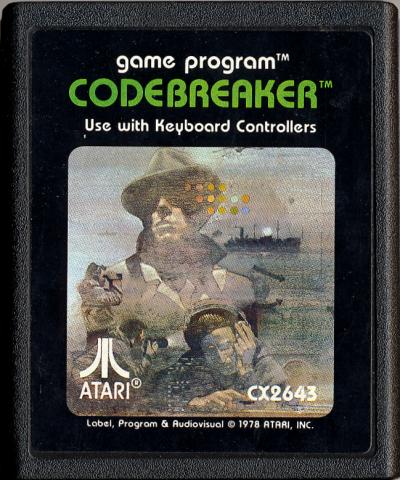 game program™
CODEBREAKER™
Use with Keyboard Controllers
ATARI®
CX2643
Label, Program & Audiovisual © 1978 ATARI, INC.